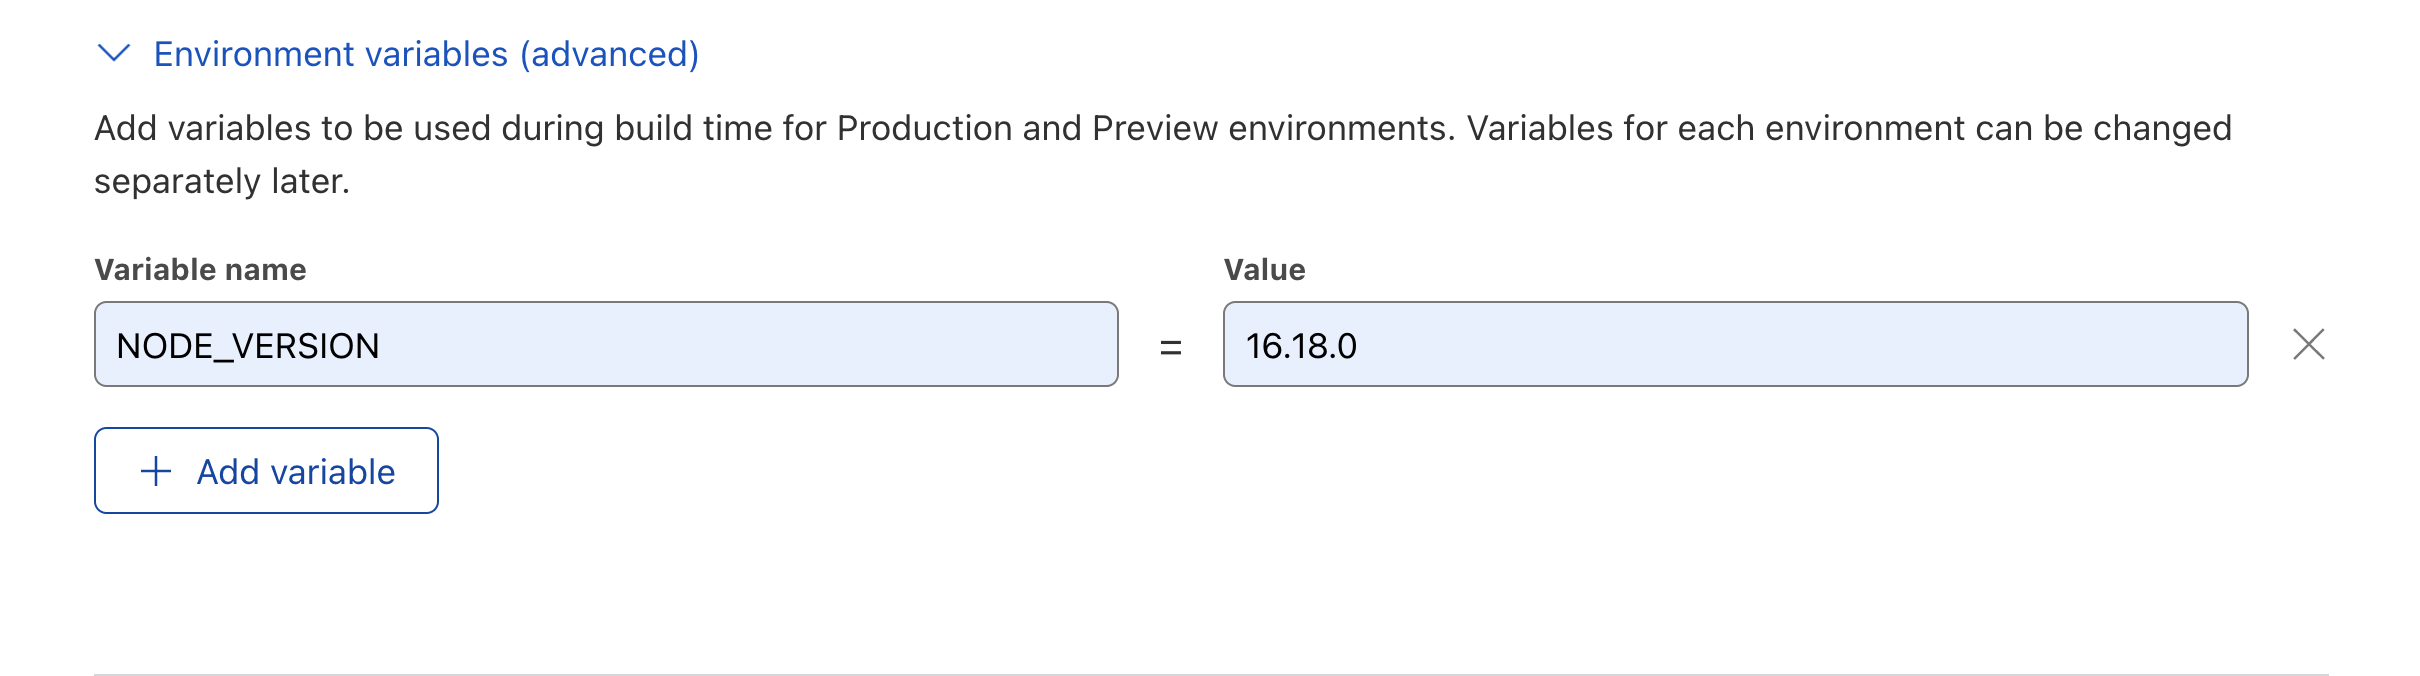 Environment variables (advanced)
Add variables to be used during build time for Production and Preview environments. Variables for each environment can be changed
separately later.
Variable name
Value
NODE_VERSION
=
16.18.0
Add variable